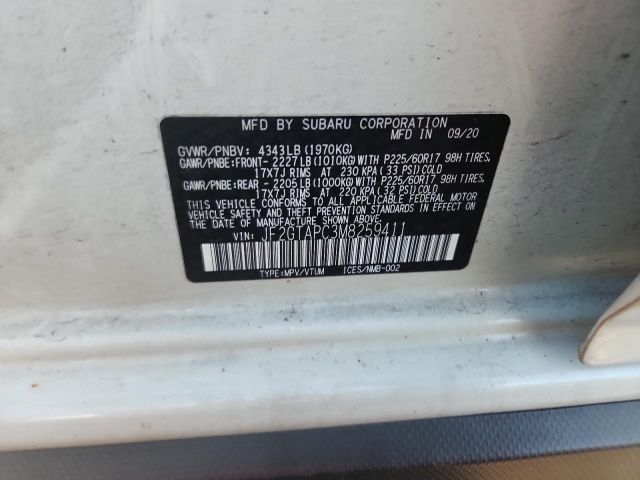 MFD BY SUBARU CORPORATION
MFD IN 09/20
GVWR/PNBV: 4343LB(1970KG)
GAWR/PNBE:FRONT- 2227LB(1010KG)WITH P225/60R17 98H TIRES,
17X7J RIMS AT 230 KPA(33 PSI)COLD
GAWR/PNBE:REAR - 2205LB(1000KG)WITH P225/60R17 98H TIRES,
17X7J RIMS AT 220 KPA(32 PSI)COLD
THIS VEHICLE CONFORMS TO ALL APPLICABLE FEDERAL MOTOR
VEHICLE SAFETY, BUMPER, AND THEFT PREVENTION
STANDARDS IN EFFECT ON THE DATE OF
MANUFACTURE SHOWN ABOVE.
VIN: JF2GTAPC3M8259411
TYPE:MPV/VTUM ICES/NMB-002